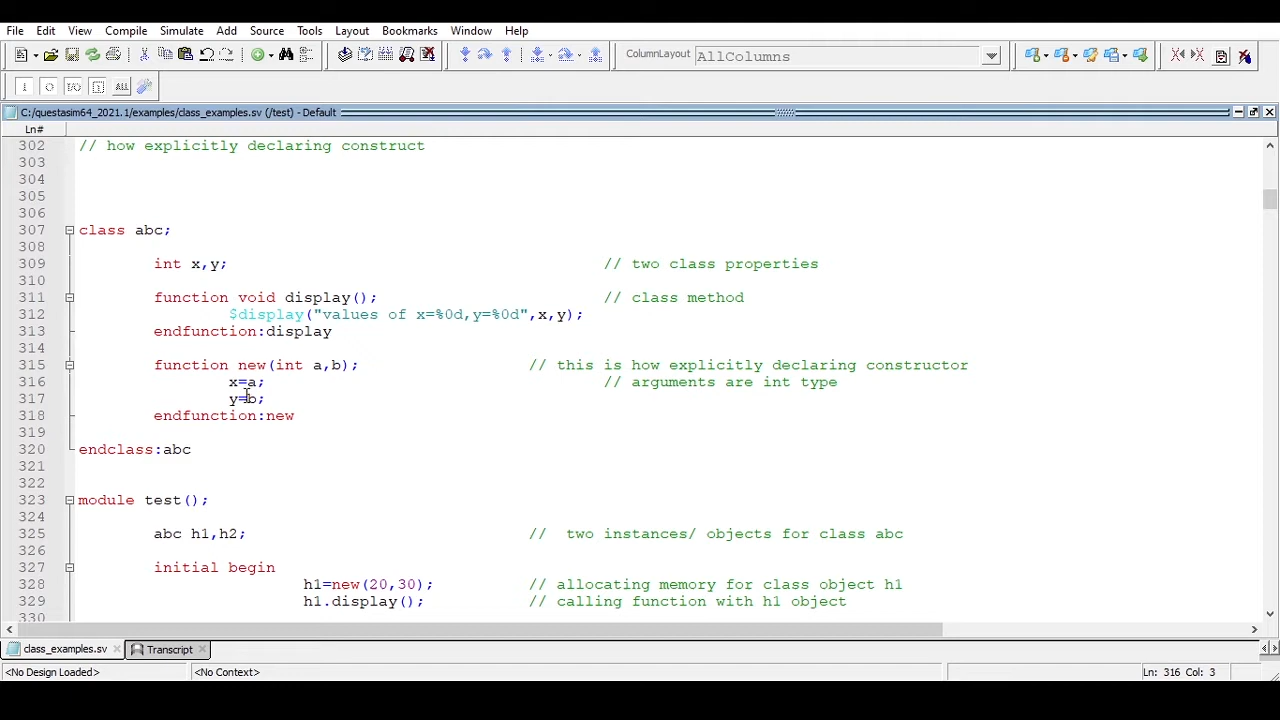 File Edit View Compile Simulate Add Source Tools Layout Bookmarks Window Help
ColumnLayout AllColumns
C:/questasim64_2021.1/examples/class_examples.sv (/test) - Default
Ln#
302 // how explicitly declaring construct
303
304
305
306
307 class abc;
308
309 int x,y; // two class properties
310
311 function void display(); // class method
312 $display("values of x=%0d,y=%0d",x,y);
313 endfunction:display
314
315 function new(int a,b); // this is how explicitly declaring constructor
316 x=a; // arguments are int type
317 y=b;
318 endfunction:new
319
320 endclass:abc
321
322
323 module test();
324
325 abc h1,h2; // two instances/ objects for class abc
326
327 initial begin
328 h1=new(20,30); // allocating memory for class object h1
329 h1.display(); // calling function with h1 object
330
class_examples.sv Transcript
<No Design Loaded> <No Context> Ln: 316 Col: 3